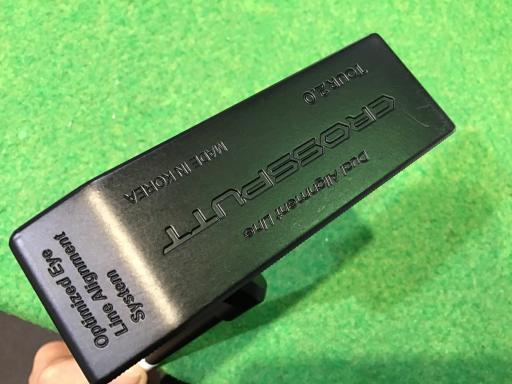 TOUR 2.0
CROSSPUTT
Dual Alignment Line
MADE IN KOREA
Optimized Eye
Line Alignment
System